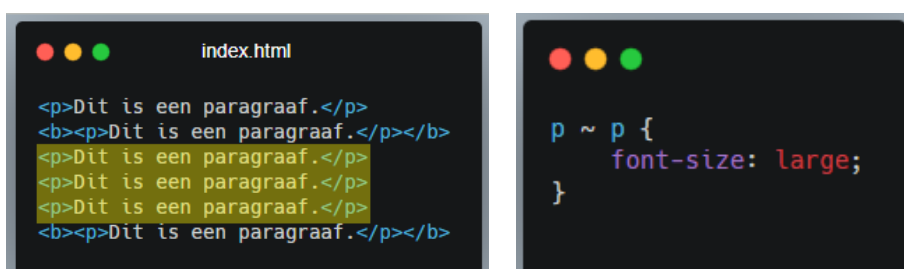 index.html
<p>Dit is een paragraaf.</p>
<b><p>Dit is een paragraaf.</p></b>
<p>Dit is een paragraaf.</p>
<p>Dit is een paragraaf.</p>
<p>Dit is een paragraaf.</p>
<b><p>Dit is een paragraaf.</p></b>
p ~ p {
    font-size: large;
}